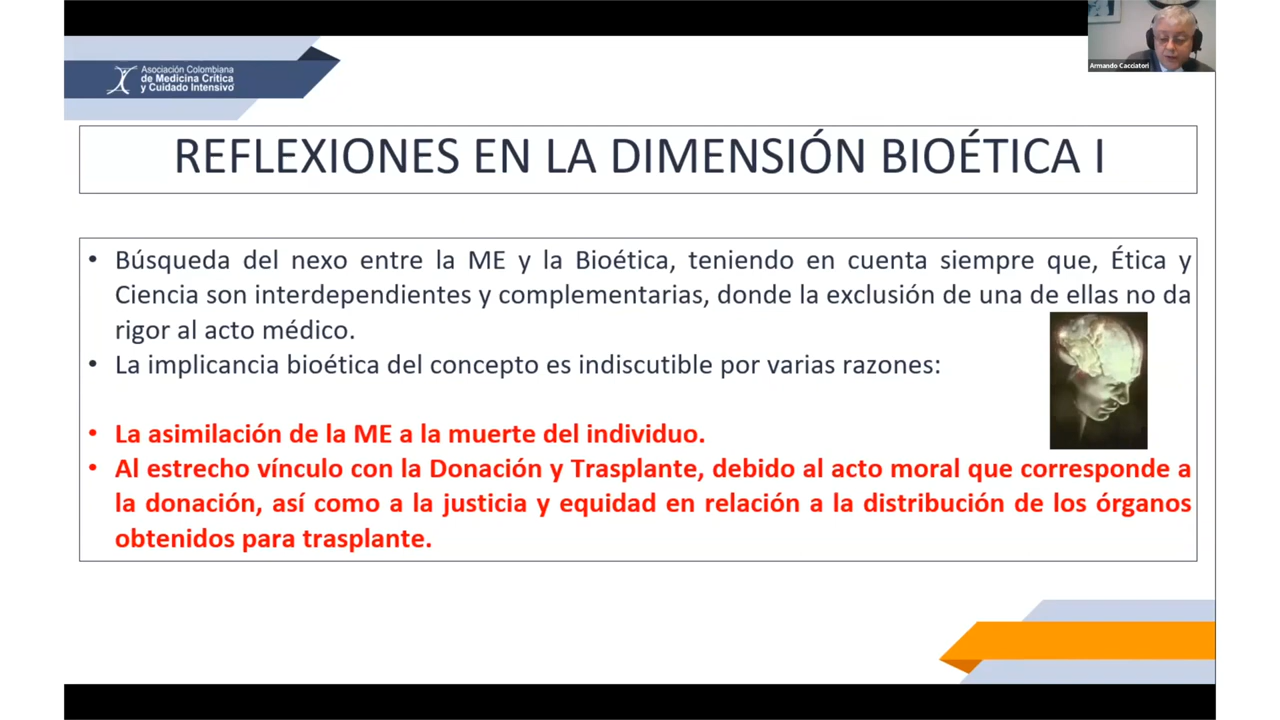 Asociación Colombiana
de Medicina Crítica
y Cuidado Intensivo
Armando Cacciatori
REFLEXIONES EN LA DIMENSIÓN BIOÉTICA I
• Búsqueda del nexo entre la ME y la Bioética, teniendo en cuenta siempre que, Ética y
Ciencia son interdependientes y complementarias, donde la exclusión de una de ellas no da
rigor al acto médico.
• La implicancia bioética del concepto es indiscutible por varias razones:
• La asimilación de la ME a la muerte del individuo.
• Al estrecho vínculo con la Donación y Trasplante, debido al acto moral que corresponde a
la donación, así como a la justicia y equidad en relación a la distribución de los órganos
obtenidos para trasplante.